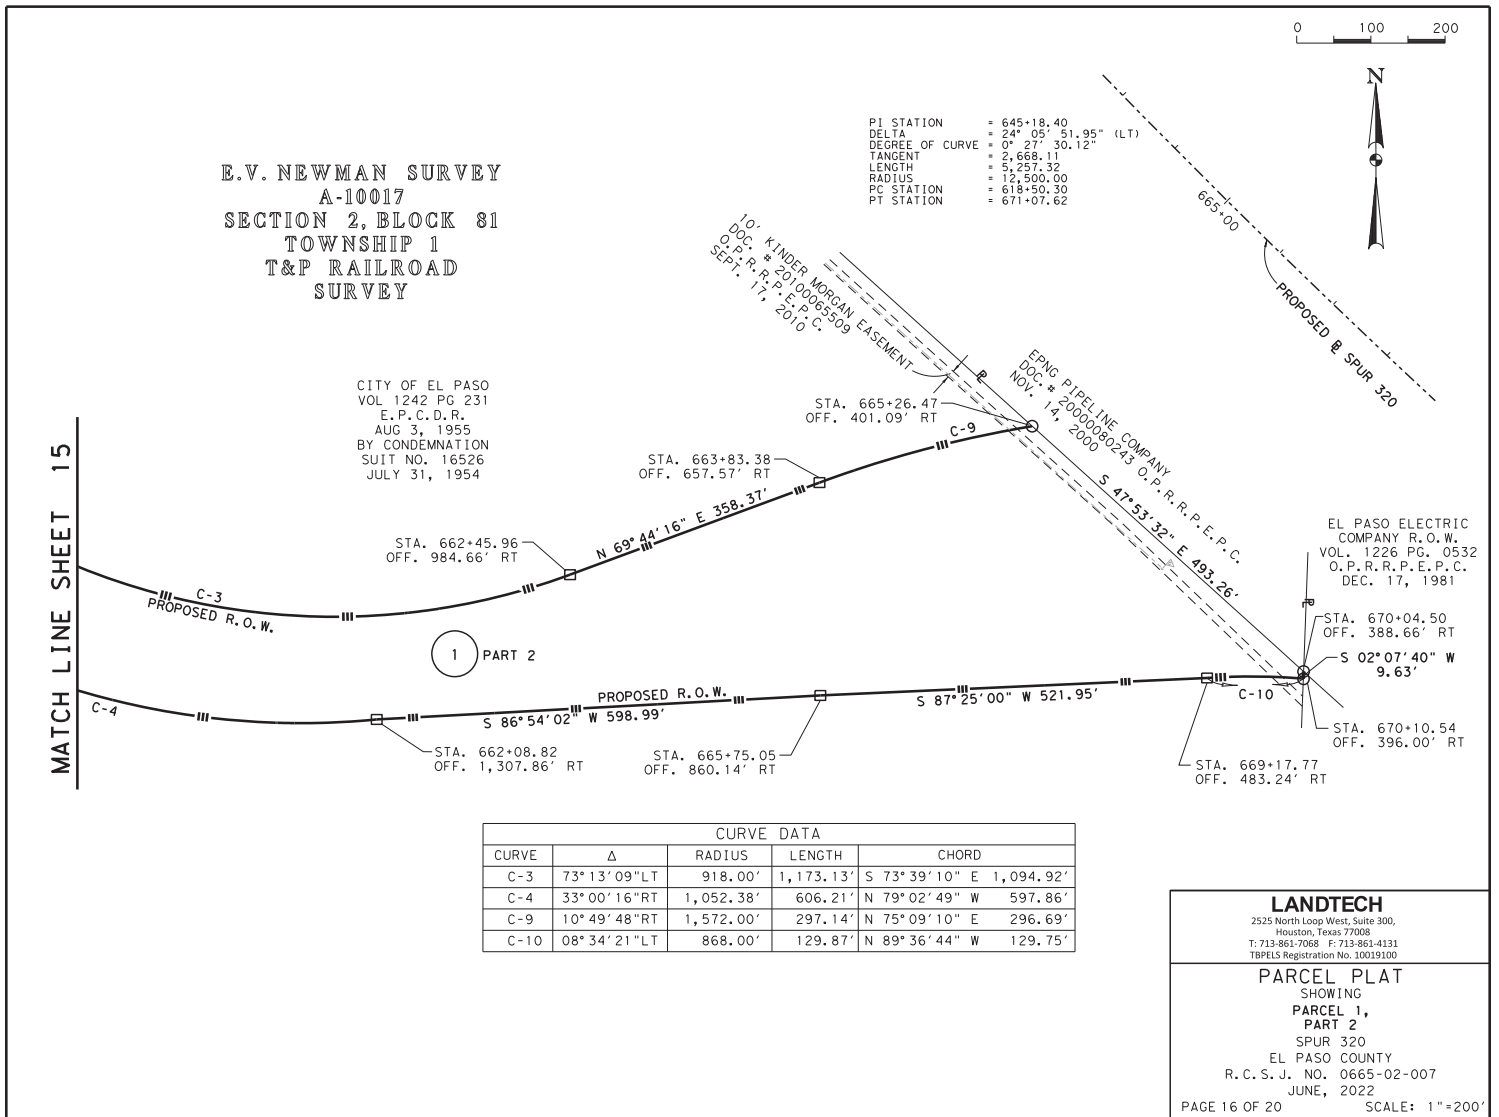 0 100 200
N
PI STATION = 645+18.40
DELTA = 24° 05' 51.95" (LT)
DEGREE OF CURVE = 0° 27' 30.12"
TANGENT = 2,668.11
LENGTH = 5,257.32
RADIUS = 12,500.00
PC STATION = 618+50.30
PT STATION = 671+07.62
E.V. NEWMAN SURVEY
A-10017
SECTION 2, BLOCK 81
TOWNSHIP 1
T&P RAILROAD
SURVEY
665+00
PROPOSED BL SPUR 320
10' KINDER MORGAN EASEMENT
DOC. # 20100065509
O.P.R.R.P.E.P.C.
SEPT. 17, 2010
PL
EPNG PIPELINE COMPANY
DOC.# 20000080243 O.P.R.R.P.E.P.C.
NOV. 14, 2000
CITY OF EL PASO
VOL 1242 PG 231
E.P.C.D.R.
AUG 3, 1955
BY CONDEMNATION
SUIT NO. 16526
JULY 31, 1954
STA. 665+26.47
OFF. 401.09' RT
C-9
STA. 663+83.38
OFF. 657.57' RT
N 69°44'16" E 358.37'
STA. 662+45.96
OFF. 984.66' RT
S 47°53'32" E 493.26'
EL PASO ELECTRIC
COMPANY R.O.W.
VOL. 1226 PG. 0532
O.P.R.R.P.E.P.C.
DEC. 17, 1981
PL
STA. 670+04.50
OFF. 388.66' RT
S 02°07'40" W
9.63'
MATCH LINE SHEET 15
C-3
PROPOSED R.O.W.
1 PART 2
C-4
PROPOSED R.O.W.
S 86°54'02" W 598.99'
S 87°25'00" W 521.95'
C-10
STA. 670+10.54
OFF. 396.00' RT
STA. 662+08.82
OFF. 1,307.86' RT
STA. 665+75.05
OFF. 860.14' RT
STA. 669+17.77
OFF. 483.24' RT
CURVE DATA
CURVE Δ RADIUS LENGTH CHORD
C-3 73°13'09"LT 918.00' 1,173.13' S 73°39'10" E 1,094.92'
C-4 33°00'16"RT 1,052.38' 606.21' N 79°02'49" W 597.86'
C-9 10°49'48"RT 1,572.00' 297.14' N 75°09'10" E 296.69'
C-10 08°34'21"LT 868.00' 129.87' N 89°36'44" W 129.75'
LANDTECH
2525 North Loop West, Suite 300,
Houston, Texas 77008
T: 713-861-7068 F: 713-861-4131
TBPELS Registration No. 10019100
PARCEL PLAT
SHOWING
PARCEL 1,
PART 2
SPUR 320
EL PASO COUNTY
R.C.S.J. NO. 0665-02-007
JUNE, 2022
PAGE 16 OF 20 SCALE: 1"=200'